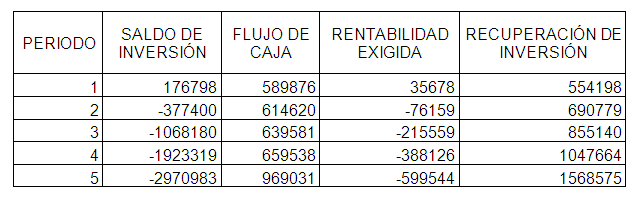 PERIODO SALDO DE INVERSIÓN FLUJO DE CAJA RENTABILIDAD EXIGIDA RECUPERACIÓN DE INVERSIÓN
1 176798 589876 35678 554198
2 -377400 614620 -76159 690779
3 -1068180 639581 -215559 855140
4 -1923319 659538 -388126 1047664
5 -2970983 969031 -599544 1568575